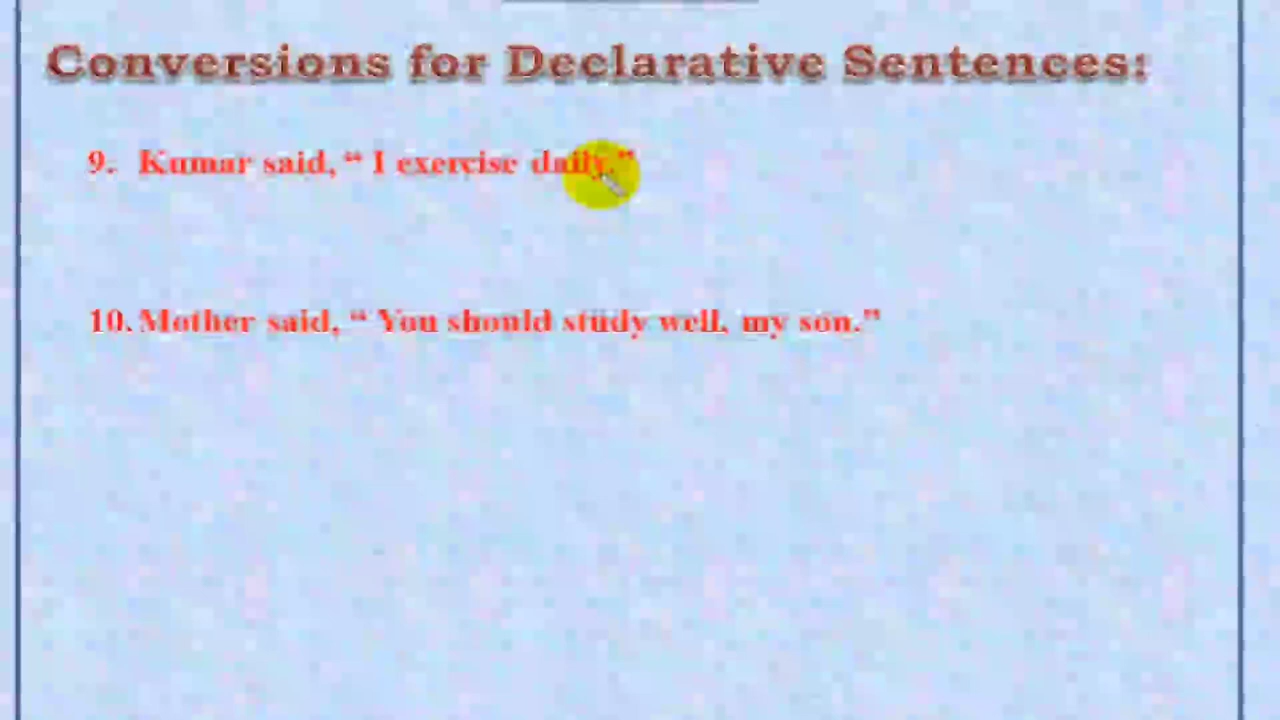 Conversions for Declarative Sentences:
9. Kumar said, “ I exercise daily.”
10. Mother said, “ You should study well, my son.”